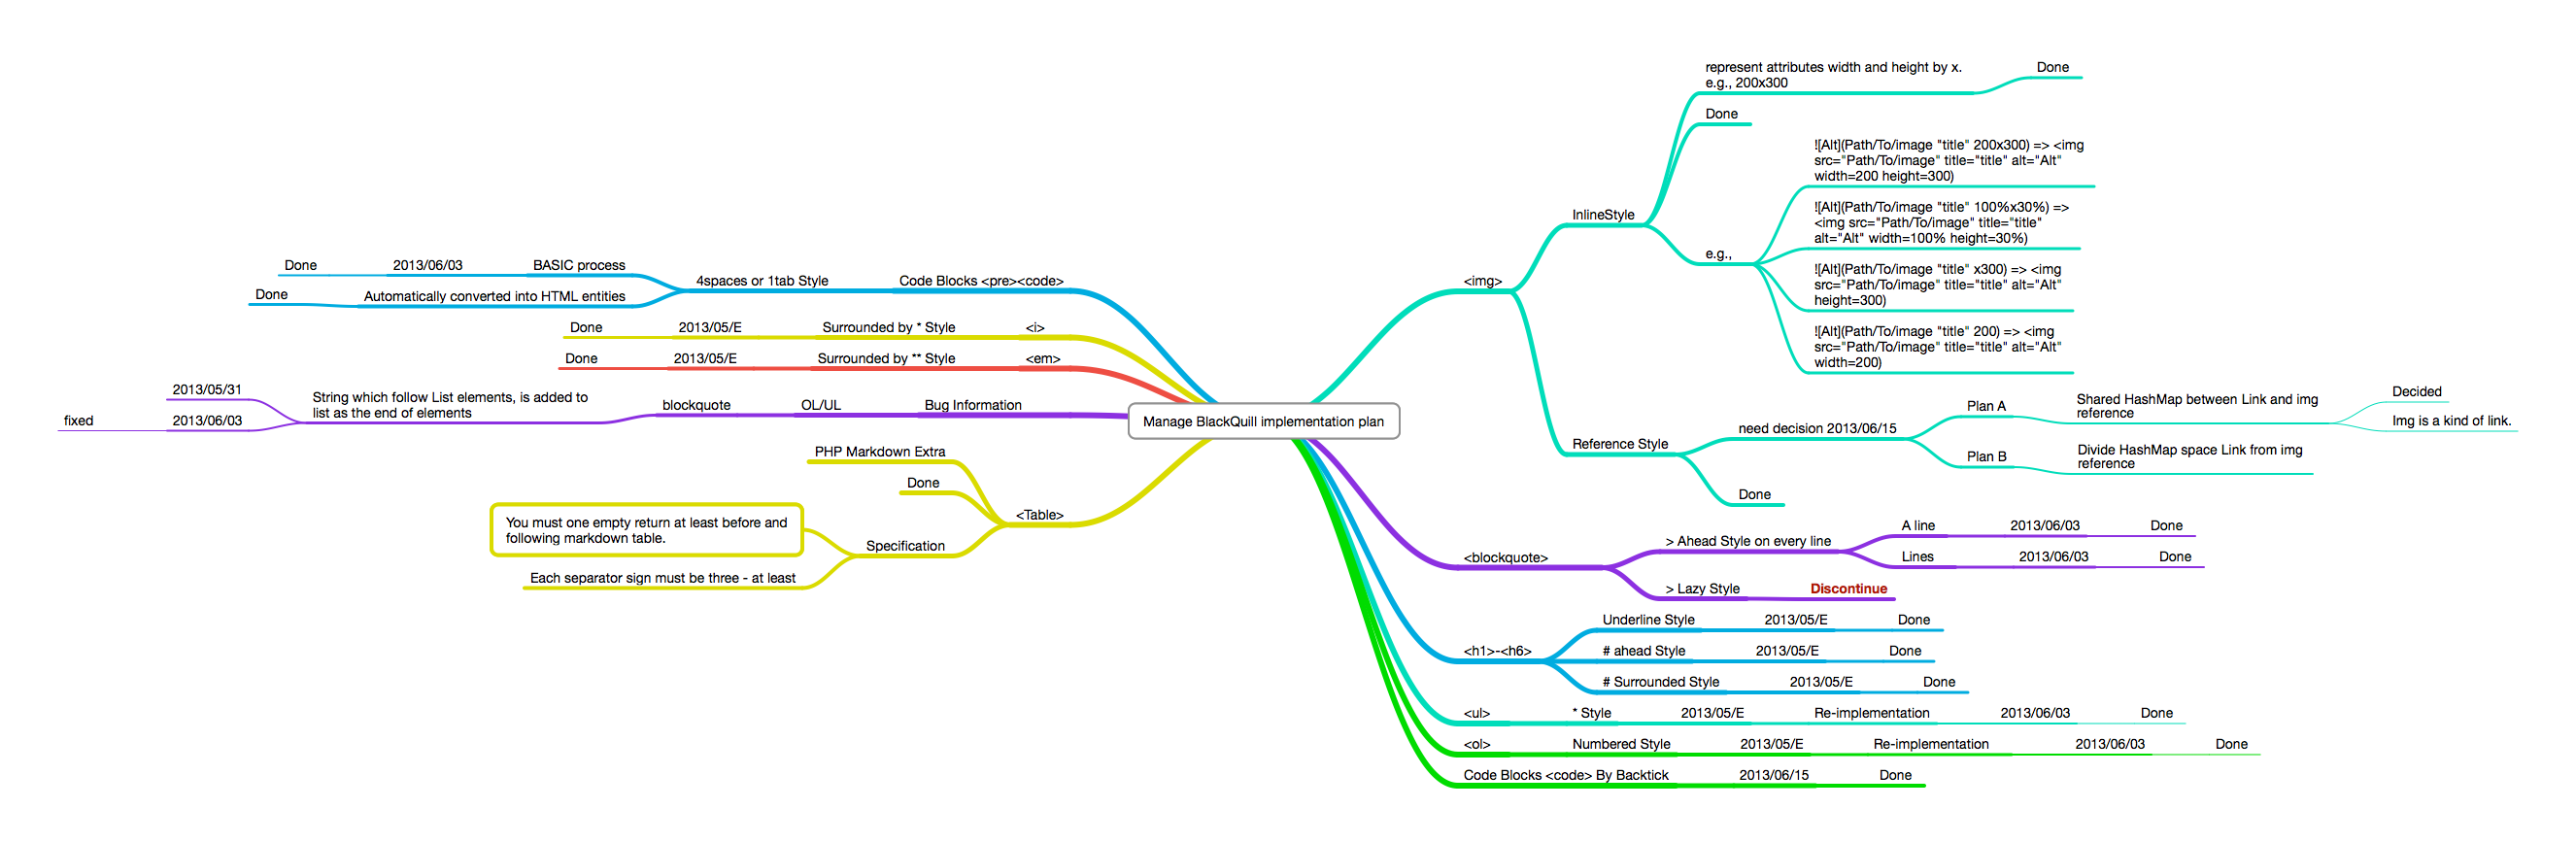 Manage BlackQuill implementation plan
<img>
InlineStyle
represent attributes width and height by x.
e.g., 200x300
Done
Done
e.g.,
![Alt](Path/To/image "title" 200x300) => <img
src="Path/To/image" title="title" alt="Alt"
width=200 height=300)
![Alt](Path/To/image "title" 100%x30%) =>
<img src="Path/To/image" title="title"
alt="Alt" width=100% height=30%)
![Alt](Path/To/image "title" x300) => <img
src="Path/To/image" title="title" alt="Alt"
height=300)
![Alt](Path/To/image "title" 200) => <img
src="Path/To/image" title="title" alt="Alt"
width=200)
Reference Style
need decision 2013/06/15
Plan A
Shared HashMap between Link and img
reference
Decided
Img is a kind of link.
Plan B
Divide HashMap space Link from img
reference
Done
<blockquote>
> Ahead Style on every line
A line
2013/06/03
Done
Lines
2013/06/03
Done
> Lazy Style
Discontinue
<h1>-<h6>
Underline Style
2013/05/E
Done
# ahead Style
2013/05/E
Done
# Surrounded Style
2013/05/E
Done
<ul>
* Style
2013/05/E
Re-implementation
2013/06/03
Done
<ol>
Numbered Style
2013/05/E
Re-implementation
2013/06/03
Done
Code Blocks <code> By Backtick
2013/06/15
Done
Code Blocks <pre><code>
4spaces or 1tab Style
BASIC process
2013/06/03
Done
Automatically converted into HTML entities
Done
<i>
Surrounded by * Style
2013/05/E
Done
<em>
Surrounded by ** Style
2013/05/E
Done
Bug Information
OL/UL
blockquote
String which follow List elements, is added to
list as the end of elements
2013/05/31
2013/06/03
fixed
<Table>
PHP Markdown Extra
Done
Specification
You must one empty return at least before and
following markdown table.
Each separator sign must be three - at least